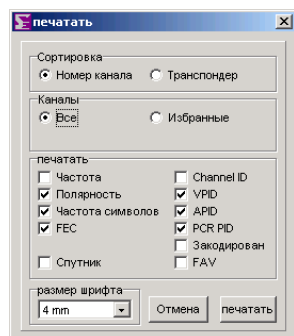 печатать
Сортировка
Номер канала Транспондер
Каналы
Все Избранные
печатать
Частота Channel ID
Полярность VPID
Частота символов APID
FEC PCR PID
Закодирован
Спутник FAV
размер шрифта
4 mm Отмена печатать